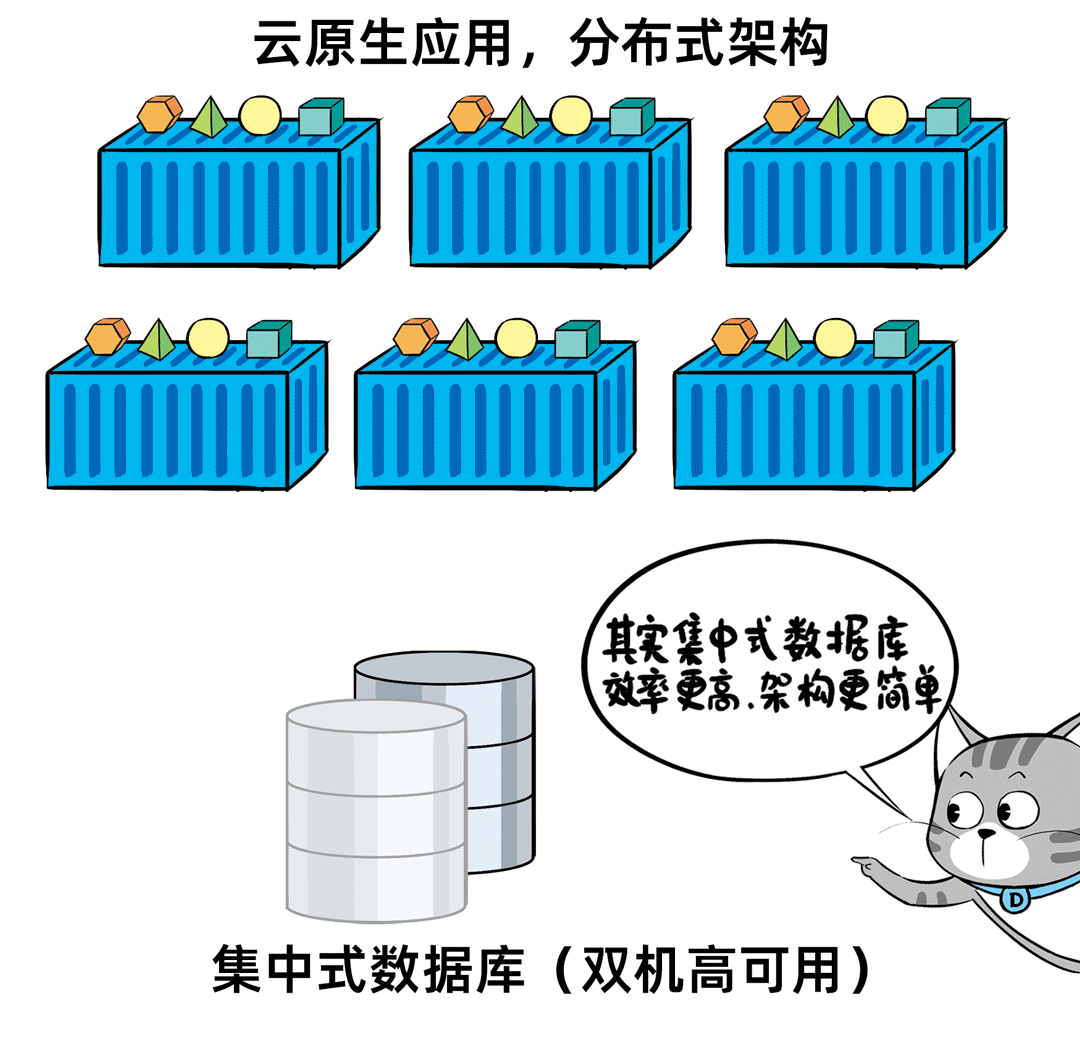 云原生应用，分布式架构
其实集中式数据库
效率更高.架构更简单
D
集中式数据库（双机高可用）